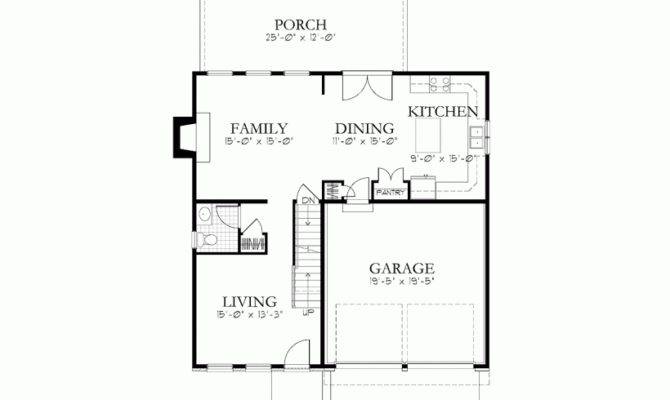 PORCH
25'-0" x 12'-0"
KITCHEN
9'-0" x 15'-0"
FAMILY
15'-0" x 15'-0"
DINING
11'-0" x 15'-0"
PANTRY
DN
GARAGE
19'-5" x 19'-5"
LIVING
15'-0" x 13'-3"
UP